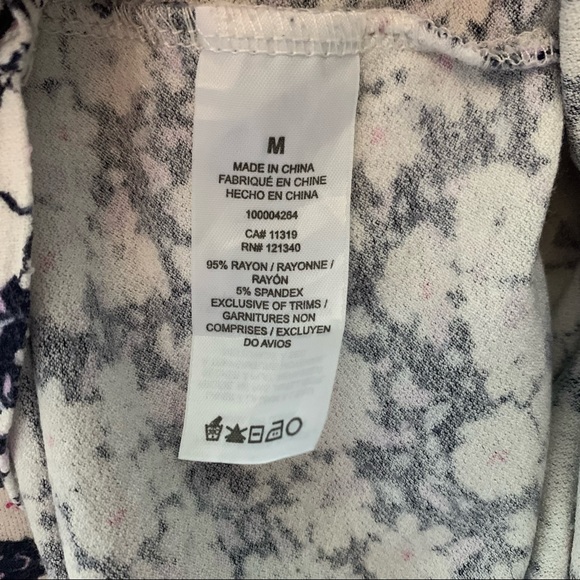 M
MADE IN CHINA
FABRIQUÉ EN CHINE
HECHO EN CHINA
100004264
CA# 11319
RN# 121340
95% RAYON / RAYONNE /
RAYÓN
5% SPANDEX
EXCLUSIVE OF TRIMS /
GARNITURES NON
COMPRISES / EXCLUYEN
DO AVIOS